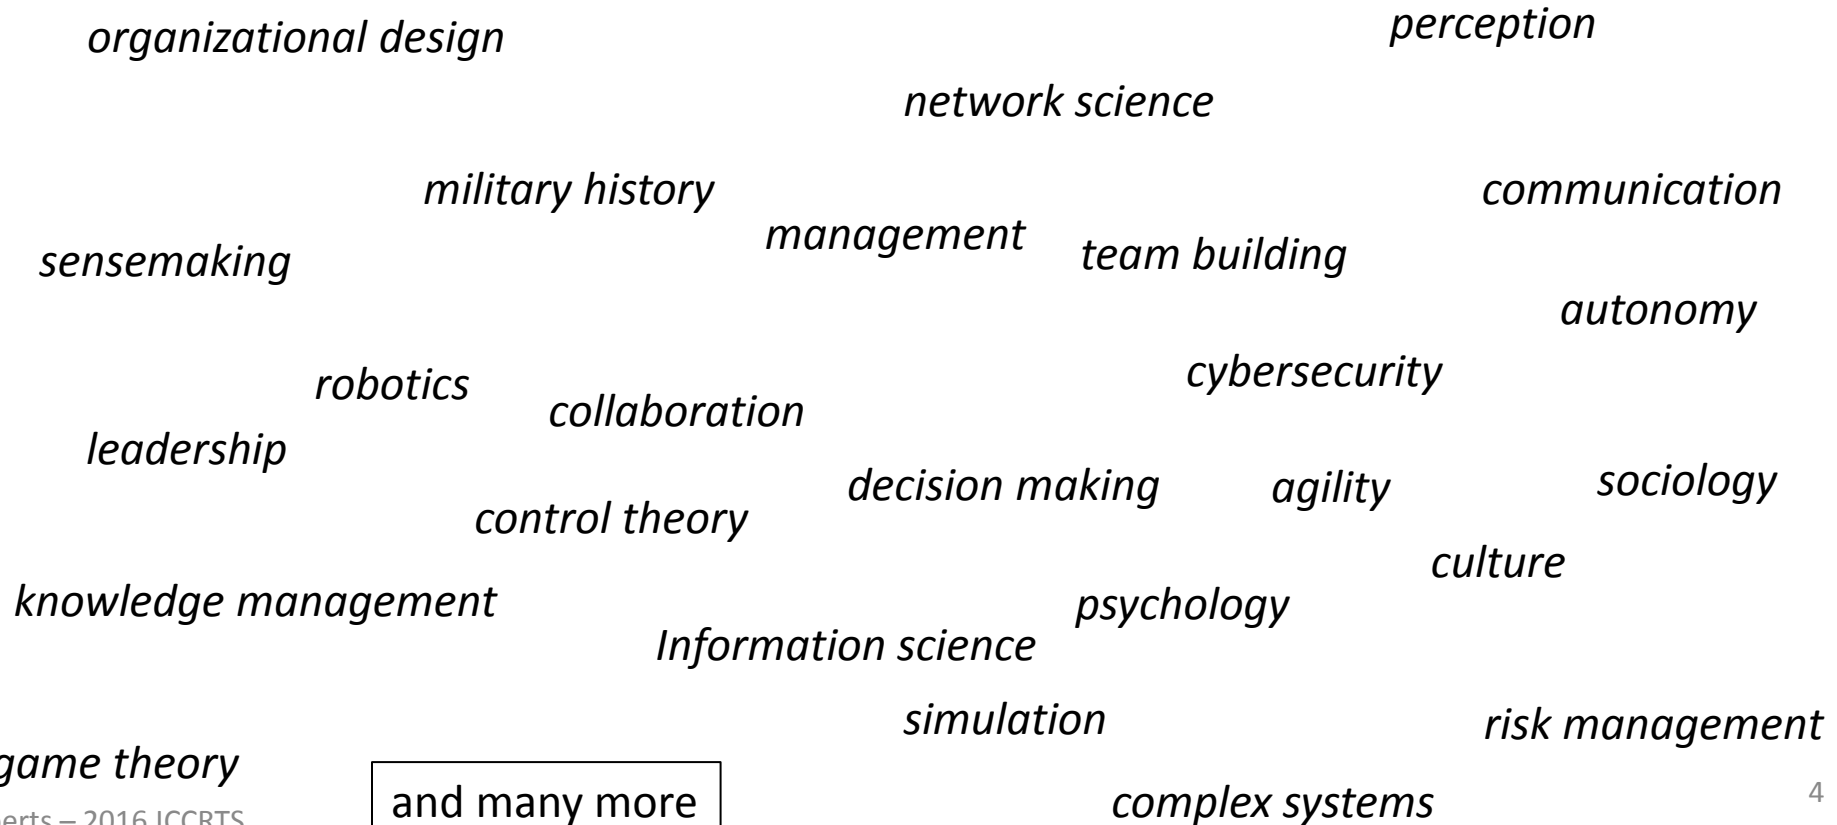 organizational design
perception
network science
military history
communication
management
team building
sensemaking
autonomy
cybersecurity
robotics
collaboration
leadership
decision making
agility
sociology
control theory
culture
knowledge management
psychology
Information science
simulation
risk management
game theory
and many more
complex systems
4
– 2016 ICCRTS